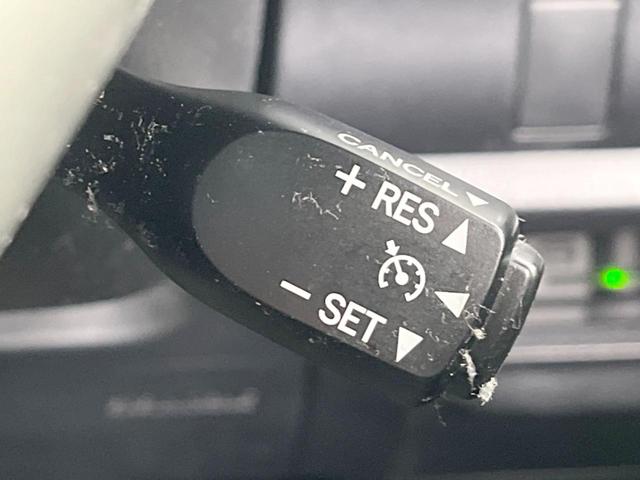 CANCEL ▼
+ RES ▲
◀
− SET ▼